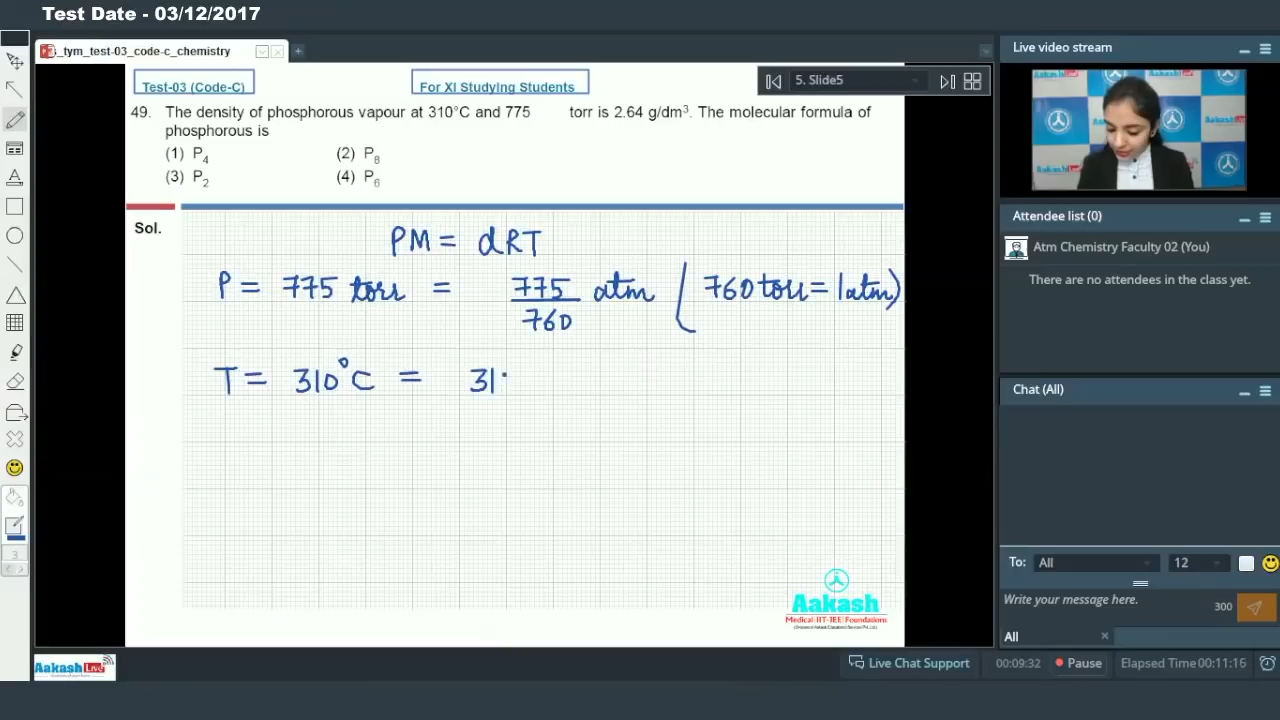 Test Date - 03/12/2017
s_tym_test-03_code-c_chemistry
Test-03 (Code-C)
For XI Studying Students
5. Slide5
49. The density of phosphorous vapour at 310°C and 775 torr is 2.64 g/dm³. The molecular formula of
phosphorous is
(1) P₄ (2) P₈
(3) P₂ (4) P₆
Sol.
PM = dRT
P = 775 torr = 775/760 atm (760 torr = 1 atm)
T = 310°C = 31
Aakash
Medical|IIT-JEE|Foundations
Aakash Live
Live video stream
Aakash
Attendee list (0)
Atm Chemistry Faculty 02 (You)
There are no attendees in the class yet.
Chat (All)
To: All 12
Write your message here. 300
All
Live Chat Support 00:09:32 Pause Elapsed Time 00:11:16